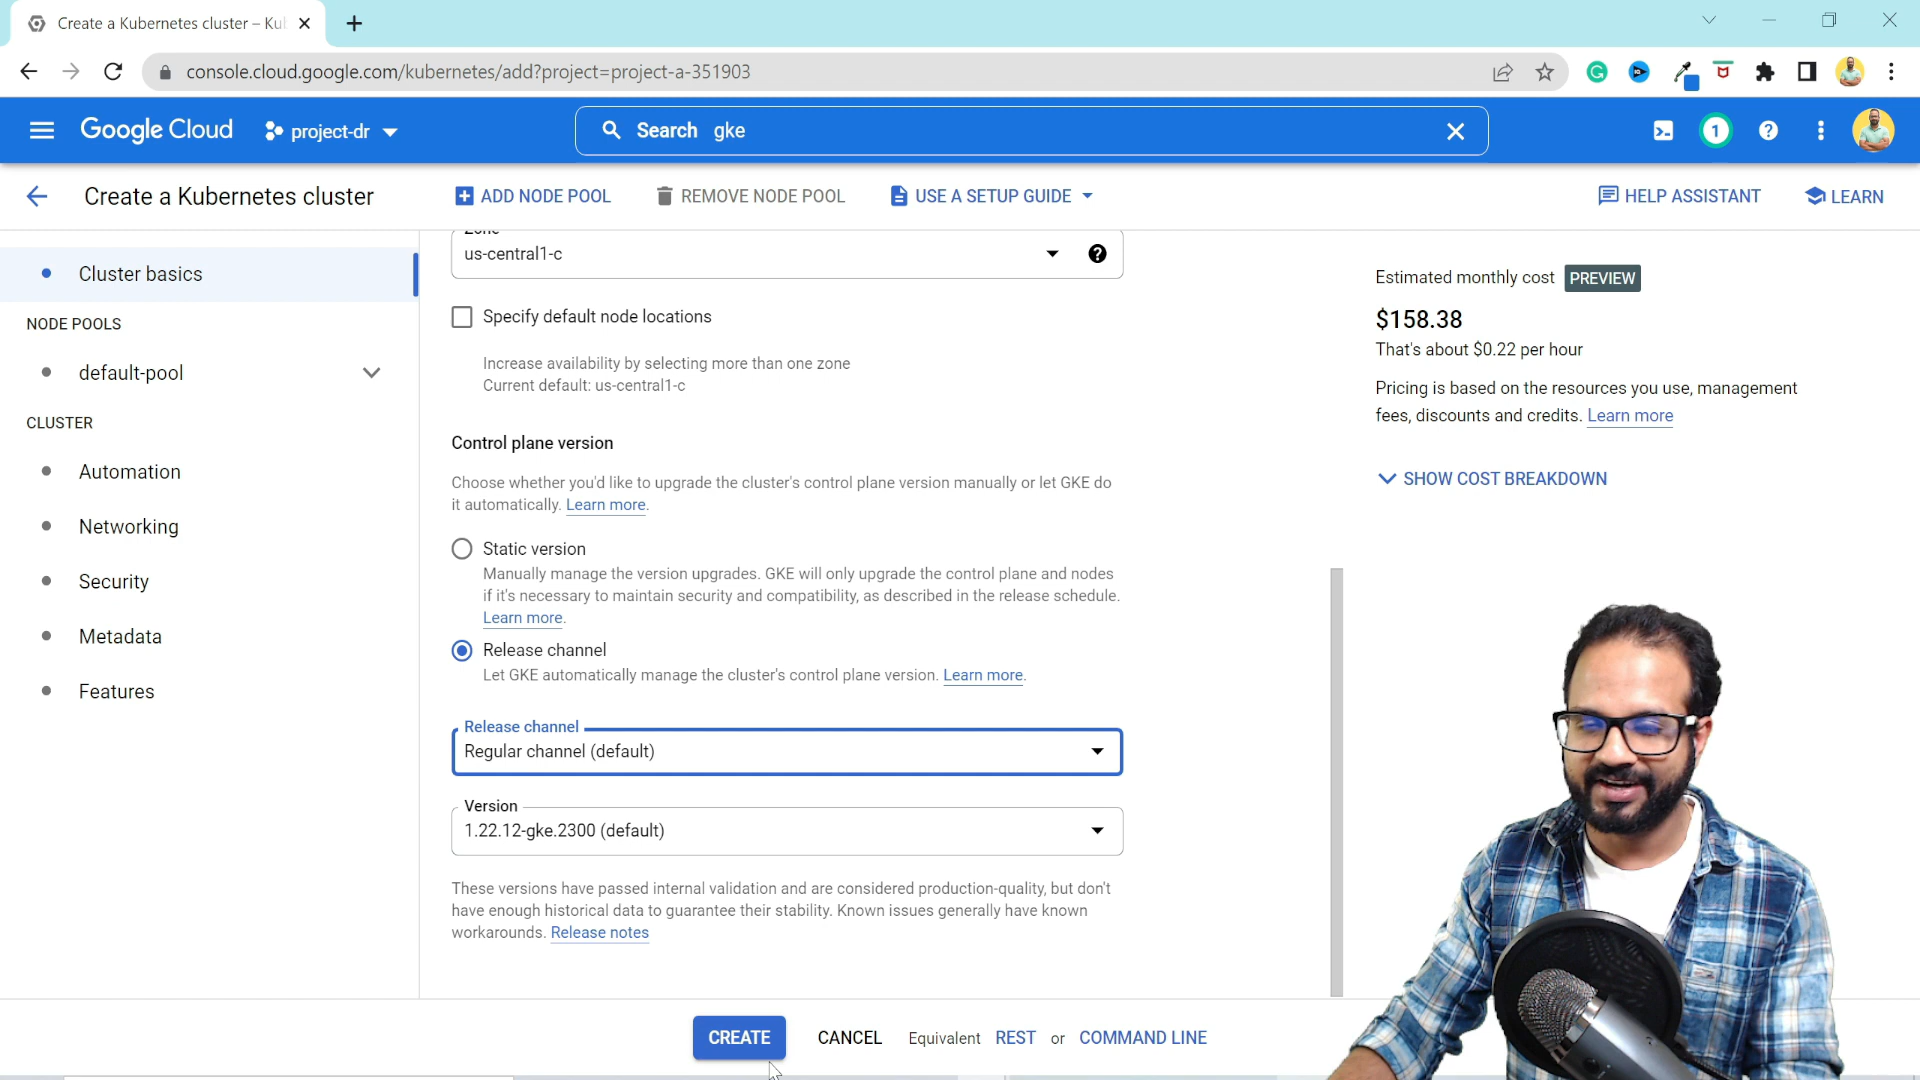 Create a Kubernetes cluster – Ku
console.cloud.google.com/kubernetes/add?project=project-a-351903
Google Cloud
project-dr
Search gke
1
Create a Kubernetes cluster
ADD NODE POOL
REMOVE NODE POOL
USE A SETUP GUIDE
HELP ASSISTANT
LEARN
Cluster basics
NODE POOLS
default-pool
CLUSTER
Automation
Networking
Security
Metadata
Features
Zone
us-central1-c
Specify default node locations
Increase availability by selecting more than one zone
Current default: us-central1-c
Control plane version
Choose whether you'd like to upgrade the cluster's control plane version manually or let GKE do
it automatically. Learn more.
Static version
Manually manage the version upgrades. GKE will only upgrade the control plane and nodes
if it's necessary to maintain security and compatibility, as described in the release schedule.
Learn more.
Release channel
Let GKE automatically manage the cluster's control plane version. Learn more.
Release channel
Regular channel (default)
Version
1.22.12-gke.2300 (default)
These versions have passed internal validation and are considered production-quality, but don't
have enough historical data to guarantee their stability. Known issues generally have known
workarounds. Release notes
CREATE
CANCEL
Equivalent REST or COMMAND LINE
Estimated monthly cost PREVIEW
$158.38
That's about $0.22 per hour
Pricing is based on the resources you use, management
fees, discounts and credits. Learn more
SHOW COST BREAKDOWN